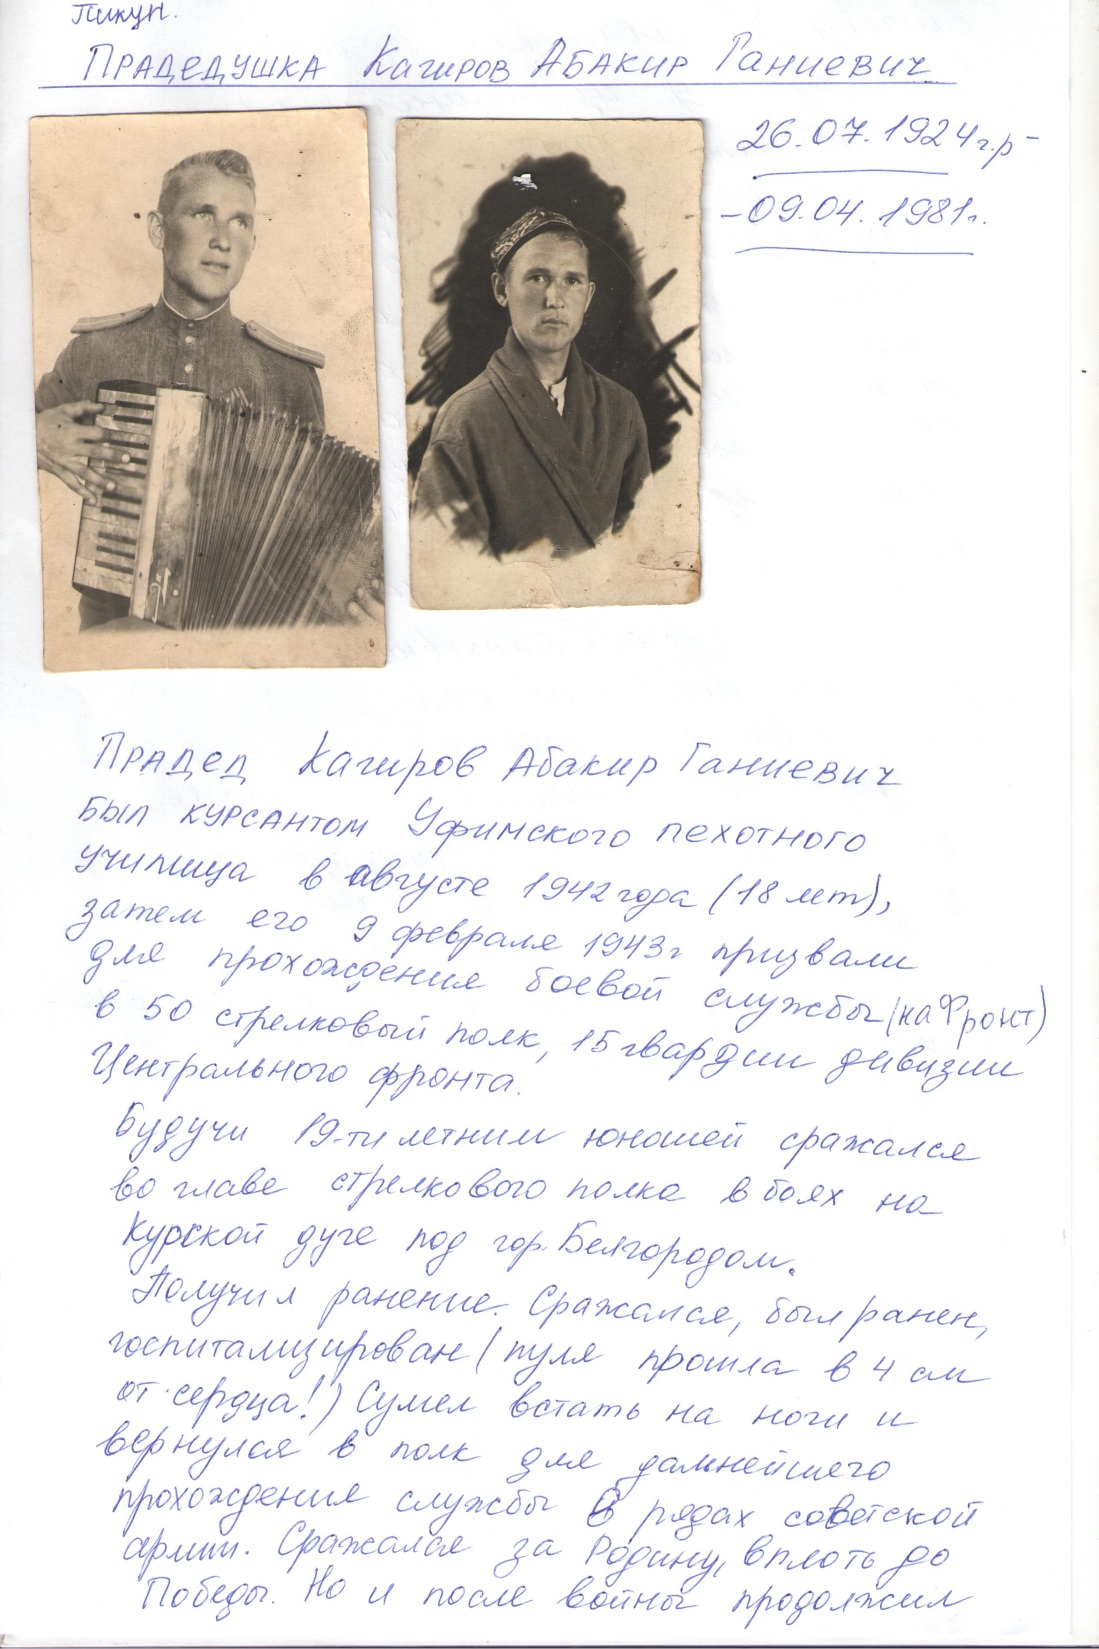 Пикун.
Прадедушка Кагиров Абакир Ганиевич
26.07.1924г.р-
-09.04.1981г.
Прадед Кагиров Абакир Ганиевич
был курсантом Уфимского пехотного
училища в августе 1942 года (18 лет),
затем его 9 февраля 1943г призвали
для прохождения боевой службы (на Фронт)
в 50 стрелковый полк, 15 гвардии дивизии
Центрального фронта.
Будучи 19-ти летним юношей сражался
во главе стрелкового полка в боях на
Курской дуге под гор. Белгородом.
Получил ранение. Сражался, был ранен,
госпитализирован (пуля прошла в 4 см
от сердца!) Сумел встать на ноги и
вернулся в полк для дальнейшего
прохождения службы в рядах советской
армии. Сражался за Родину, вплоть до
Победы. Но и после войны продолжил